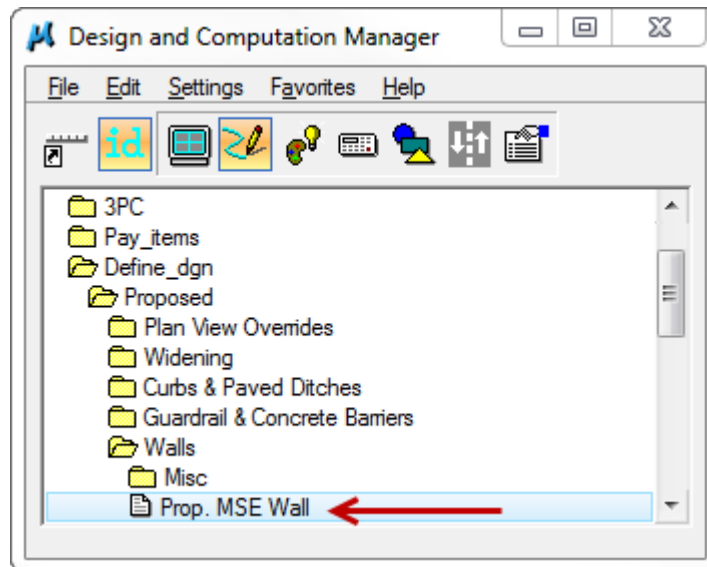 Design and Computation Manager
File Edit Settings Favorites Help
id
3PC
Pay_items
Define_dgn
Proposed
Plan View Overrides
Widening
Curbs & Paved Ditches
Guardrail & Concrete Barriers
Walls
Misc
Prop. MSE Wall